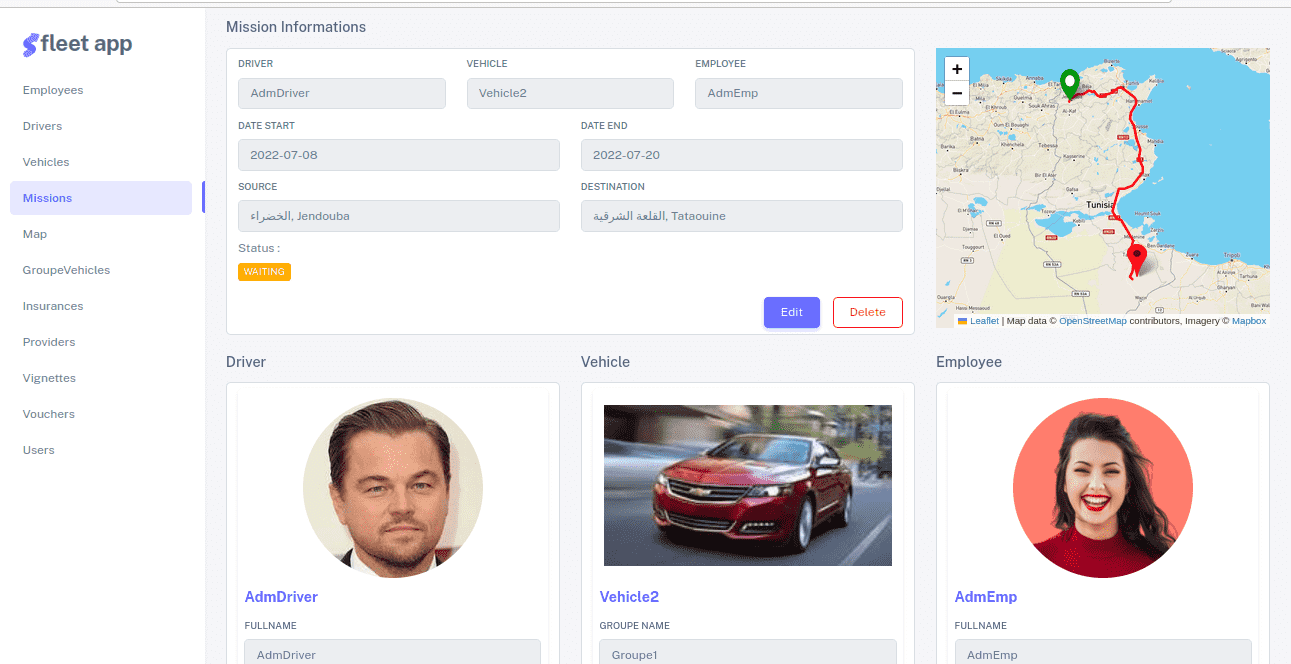 fleet app
Employees
Drivers
Vehicles
Missions
Map
GroupeVehicles
Insurances
Providers
Vignettes
Vouchers
Users
Mission Informations
DRIVER
VEHICLE
EMPLOYEE
AdmDriver
Vehicle2
AdmEmp
DATE START
DATE END
2022-07-08
2022-07-20
SOURCE
DESTINATION
الخضراء, Jendouba
القلعة الشرقية, Tataouine
Status :
WAITING
Edit
Delete
+
−
Tunisia
Leaflet | Map data © OpenStreetMap contributors, Imagery © Mapbox
Driver
Vehicle
Employee
AdmDriver
Vehicle2
AdmEmp
FULLNAME
GROUPE NAME
FULLNAME
AdmDriver
Groupe1
AdmEmp